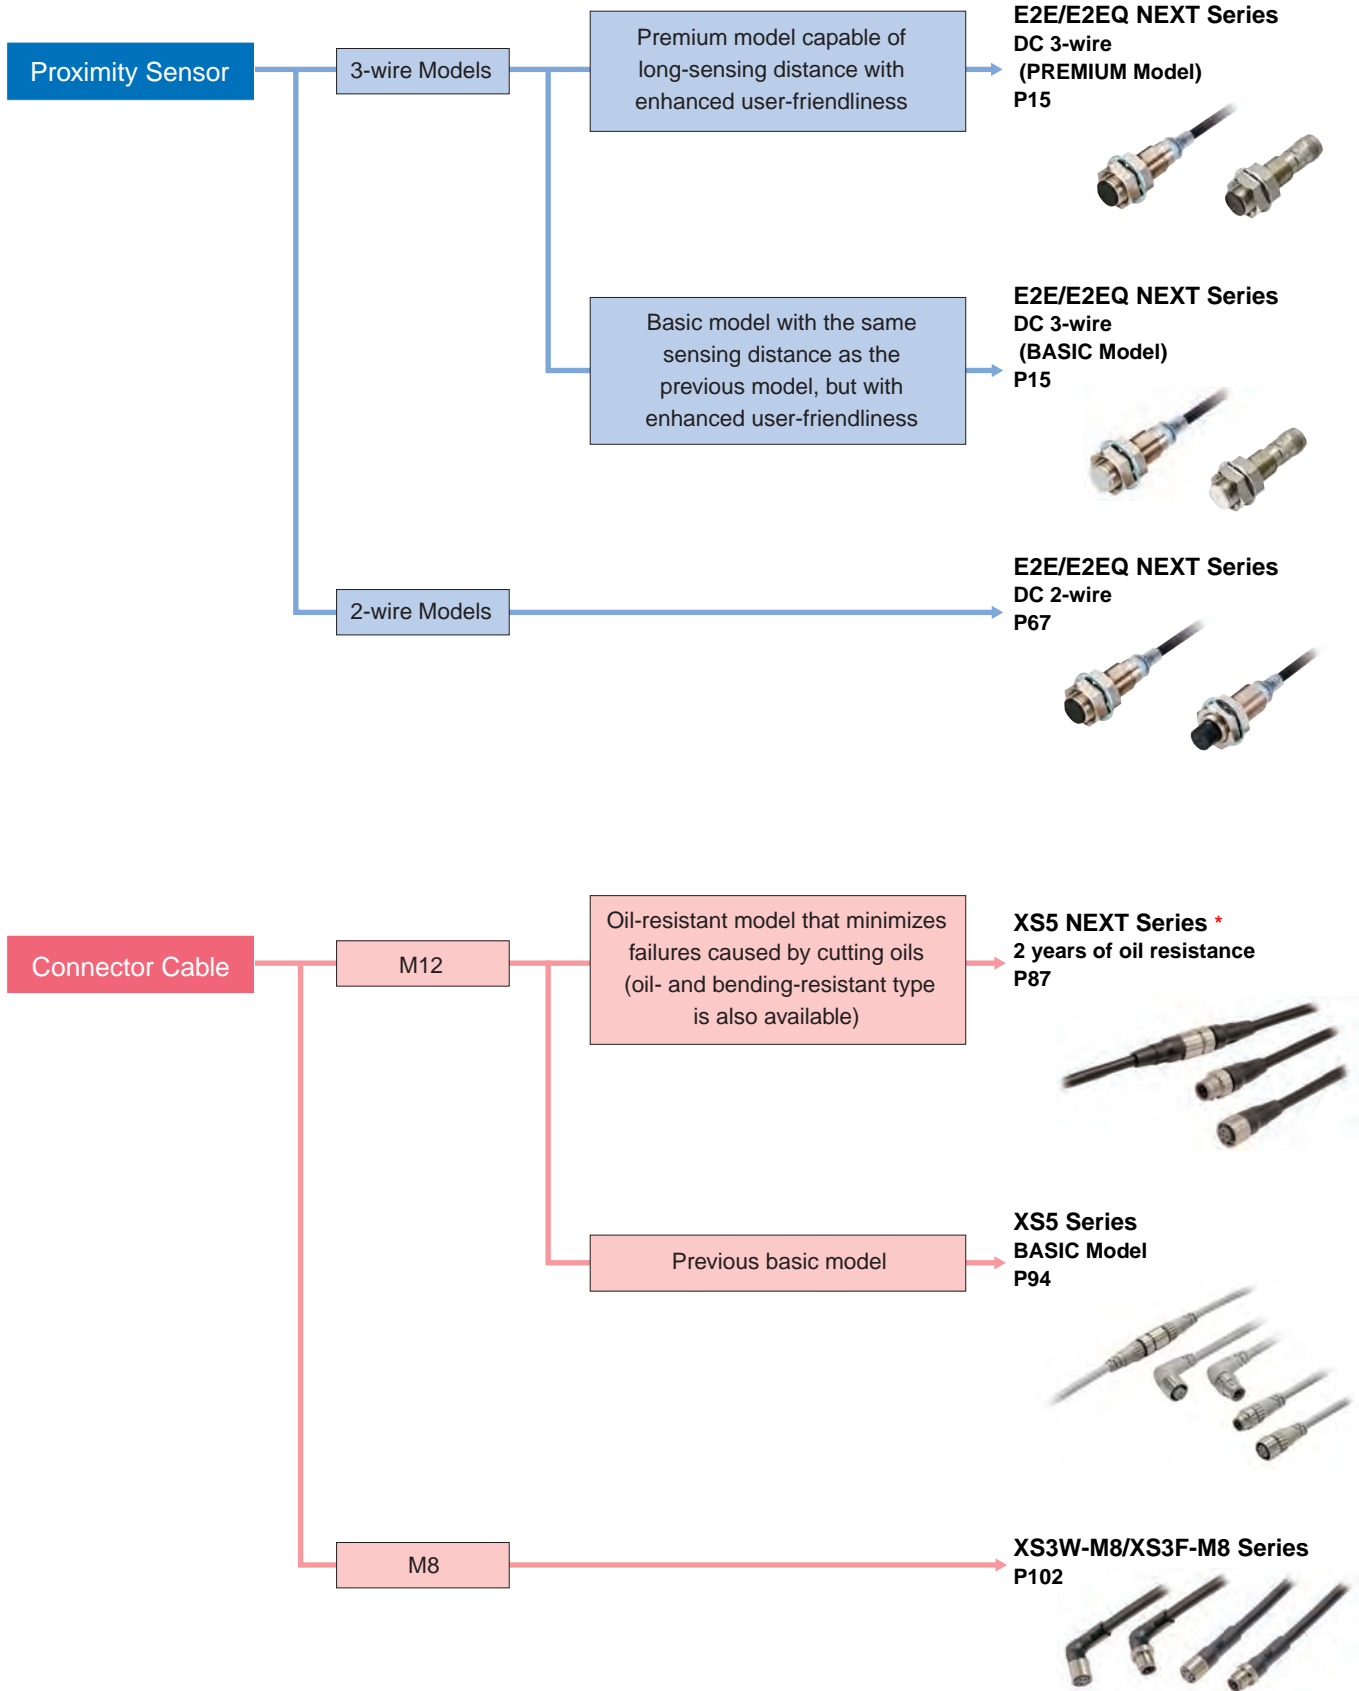 Proximity Sensor
3-wire Models
Premium model capable of
long-sensing distance with
enhanced user-friendliness
E2E/E2EQ NEXT Series
DC 3-wire
(PREMIUM Model)
P15
Basic model with the same
sensing distance as the
previous model, but with
enhanced user-friendliness
E2E/E2EQ NEXT Series
DC 3-wire
(BASIC Model)
P15
2-wire Models
E2E/E2EQ NEXT Series
DC 2-wire
P67
Connector Cable
M12
Oil-resistant model that minimizes
failures caused by cutting oils
(oil- and bending-resistant type
is also available)
XS5 NEXT Series *
2 years of oil resistance
P87
Previous basic model
XS5 Series
BASIC Model
P94
M8
XS3W-M8/XS3F-M8 Series
P102